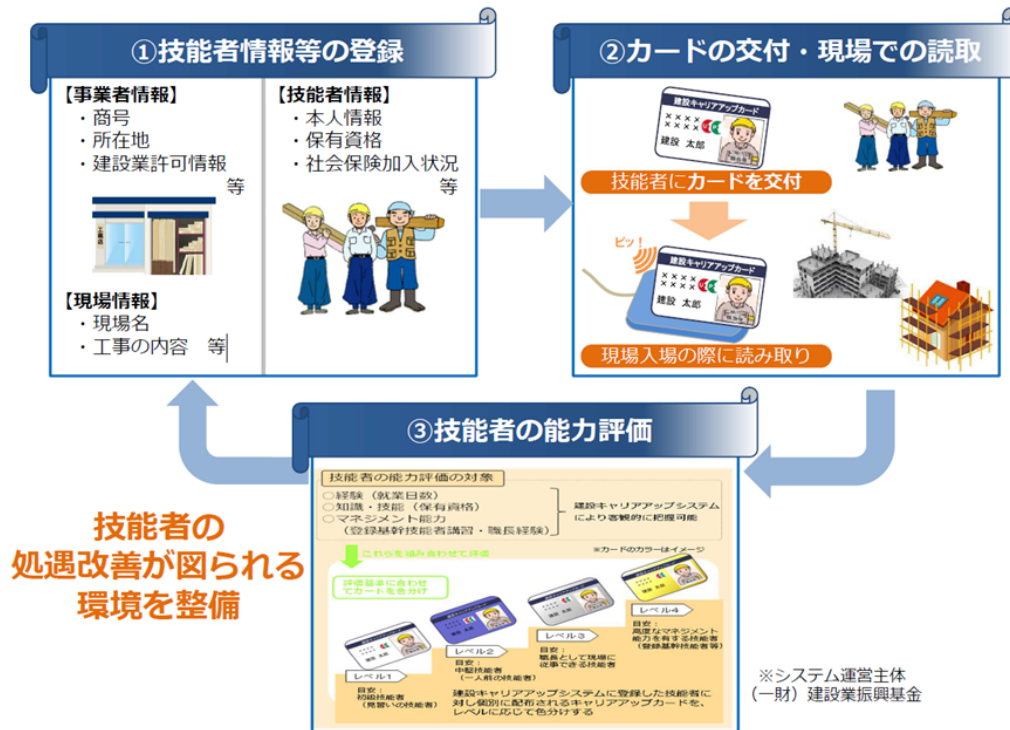 ①技能者情報等の登録
【事業者情報】
・商号
・所在地
・建設業許可情報
等
工務店
【現場情報】
・現場名
・工事の内容　等
【技能者情報】
・本人情報
・保有資格
・社会保険加入状況
等
②カードの交付・現場での読取
建設キャリアアップカード
××××
××××
建設 太郎
技能者にカードを交付
ピッ！
建設キャリアアップカード
××××
××××
建設 太郎
現場入場の際に読み取り
③技能者の能力評価
技能者の能力評価の対象
○経験（就業日数）
○知識・技能（保有資格）
○マネジメント能力
（登録基幹技能者講習・職長経験）
建設キャリアアップシステム
により客観的に把握可能
これらを組み合わせて評価
※カードのカラーはイメージ
評価基準に合わせ
てカードを色分け
レベル1
目安：
初級技能者
（見習いの技能者）
レベル2
目安：
中堅技能者
（一人前の技能者）
レベル3
目安：
職長として現場に
従事できる技能者
レベル4
目安：
高度なマネジメント
能力を有する技能者
（登録基幹技能者等）
建設キャリアアップシステムに登録した技能者に
対し個別に配布されるキャリアアップカードを、
レベルに応じて色分けする
技能者の
処遇改善が図られる
環境を整備
※システム運営主体
（一財）建設業振興基金